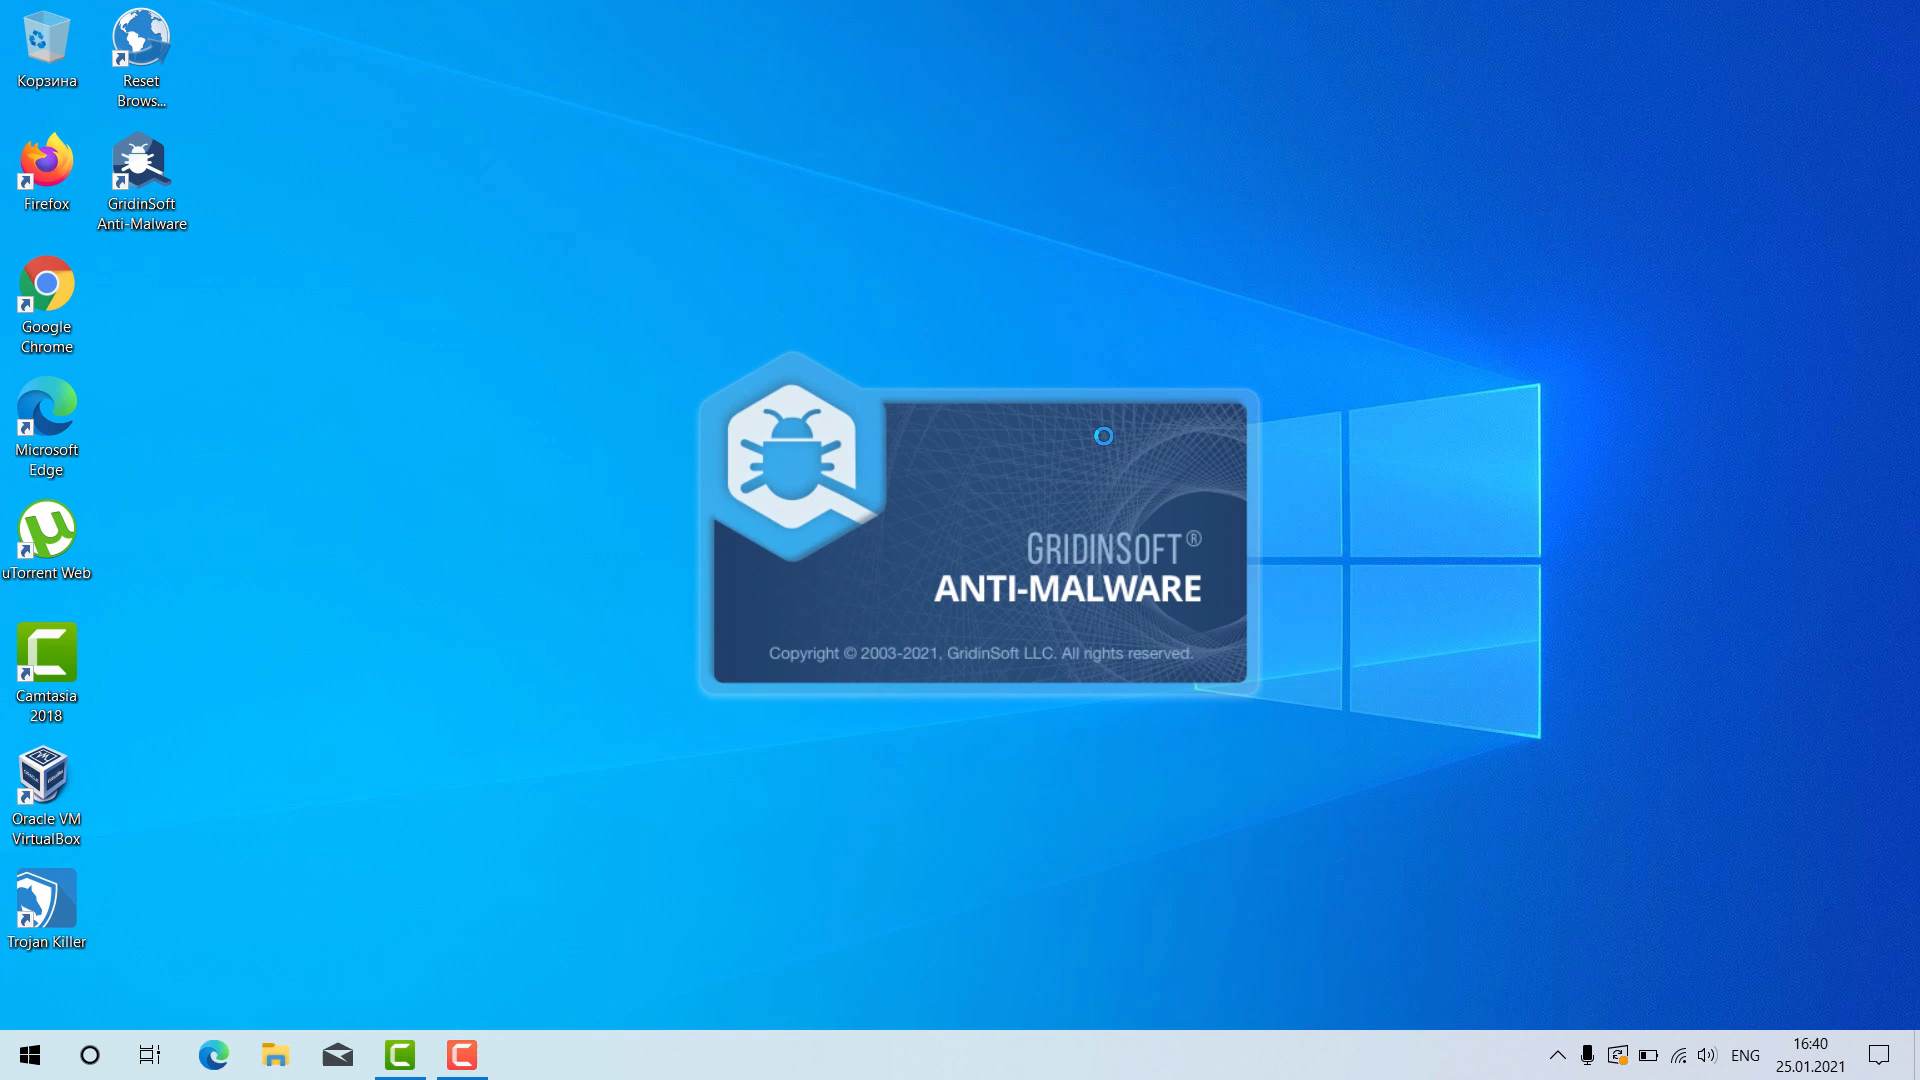 Корзина
Reset
Brows...
Firefox
GridinSoft
Anti-Malware
Google
Chrome
Microsoft
Edge
uTorrent Web
Camtasia
2018
Oracle VM
VirtualBox
Trojan Killer
GRIDINSOFT®
ANTI-MALWARE
Copyright © 2003-2021, GridinSoft LLC. All rights reserved.
ENG
16:40
25.01.2021